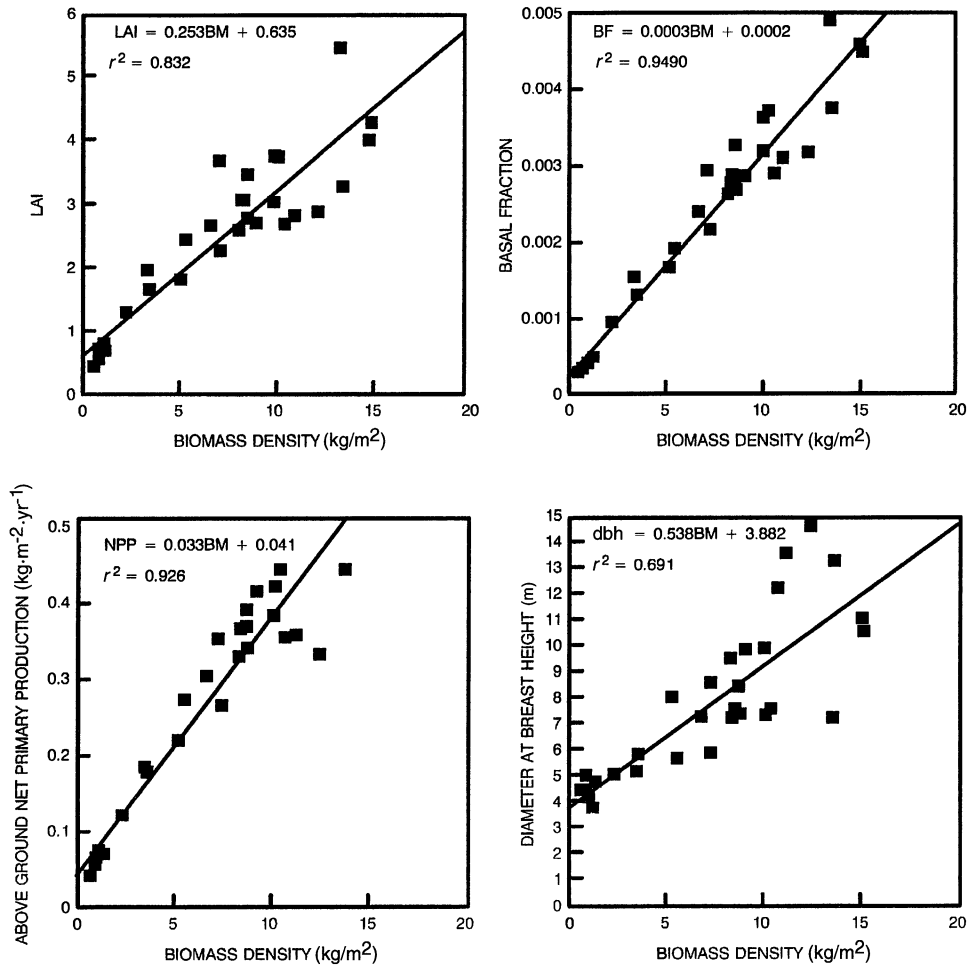 LAI = 0.253BM + 0.635
r² = 0.832
6
5
4
3
2
1
0
LAI
0 5 10 15 20
BIOMASS DENSITY (kg/m²)
BF = 0.0003BM + 0.0002
r² = 0.9490
0.005
0.004
0.003
0.002
0.001
0
BASAL FRACTION
0 5 10 15 20
BIOMASS DENSITY (kg/m²)
NPP = 0.033BM + 0.041
r² = 0.926
0.5
0.4
0.3
0.2
0.1
0
ABOVE GROUND NET PRIMARY PRODUCTION (kg·m⁻²·yr⁻¹)
0 5 10 15 20
BIOMASS DENSITY (kg/m²)
dbh = 0.538BM + 3.882
r² = 0.691
15
14
13
12
11
10
9
8
7
6
5
4
3
2
1
0
DIAMETER AT BREAST HEIGHT (m)
0 5 10 15 20
BIOMASS DENSITY (kg/m²)